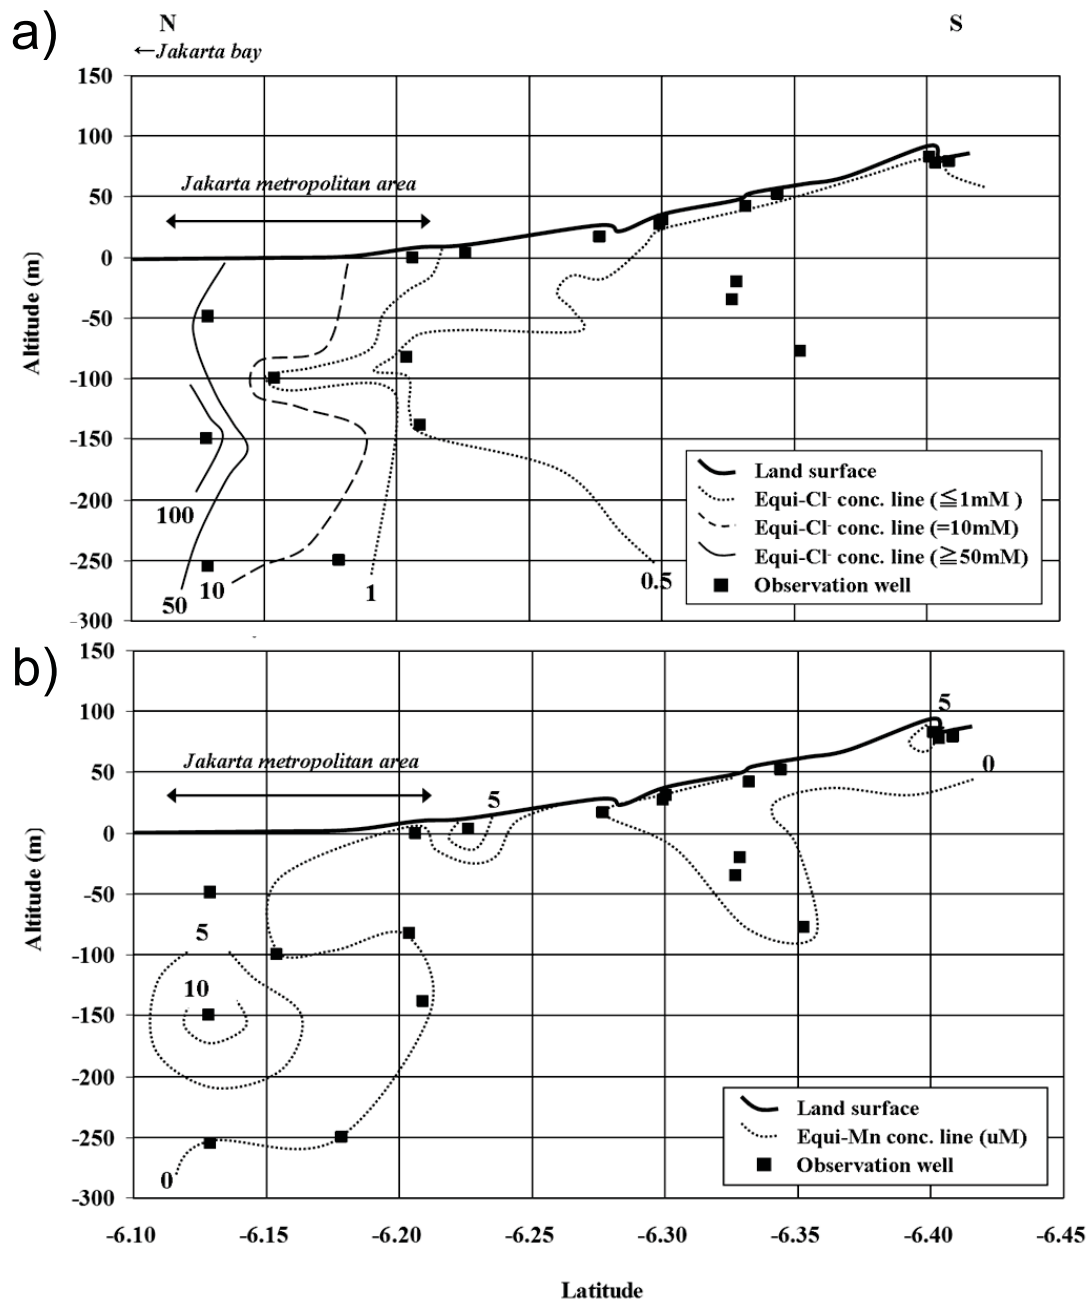 a)
N
S
←Jakarta bay
150
100
50
0
-50
-100
-150
-200
-250
-300
Altitude (m)
Jakarta metropolitan area
100
50
10
1
0.5
Land surface
Equi-Cl- conc. line (≦1mM )
Equi-Cl- conc. line (=10mM)
Equi-Cl- conc. line (≧50mM)
Observation well
b)
150
100
50
0
-50
-100
-150
-200
-250
-300
Altitude (m)
Jakarta metropolitan area
5
5
0
5
10
0
Land surface
Equi-Mn conc. line (uM)
Observation well
-6.10
-6.15
-6.20
-6.25
-6.30
-6.35
-6.40
-6.45
Latitude